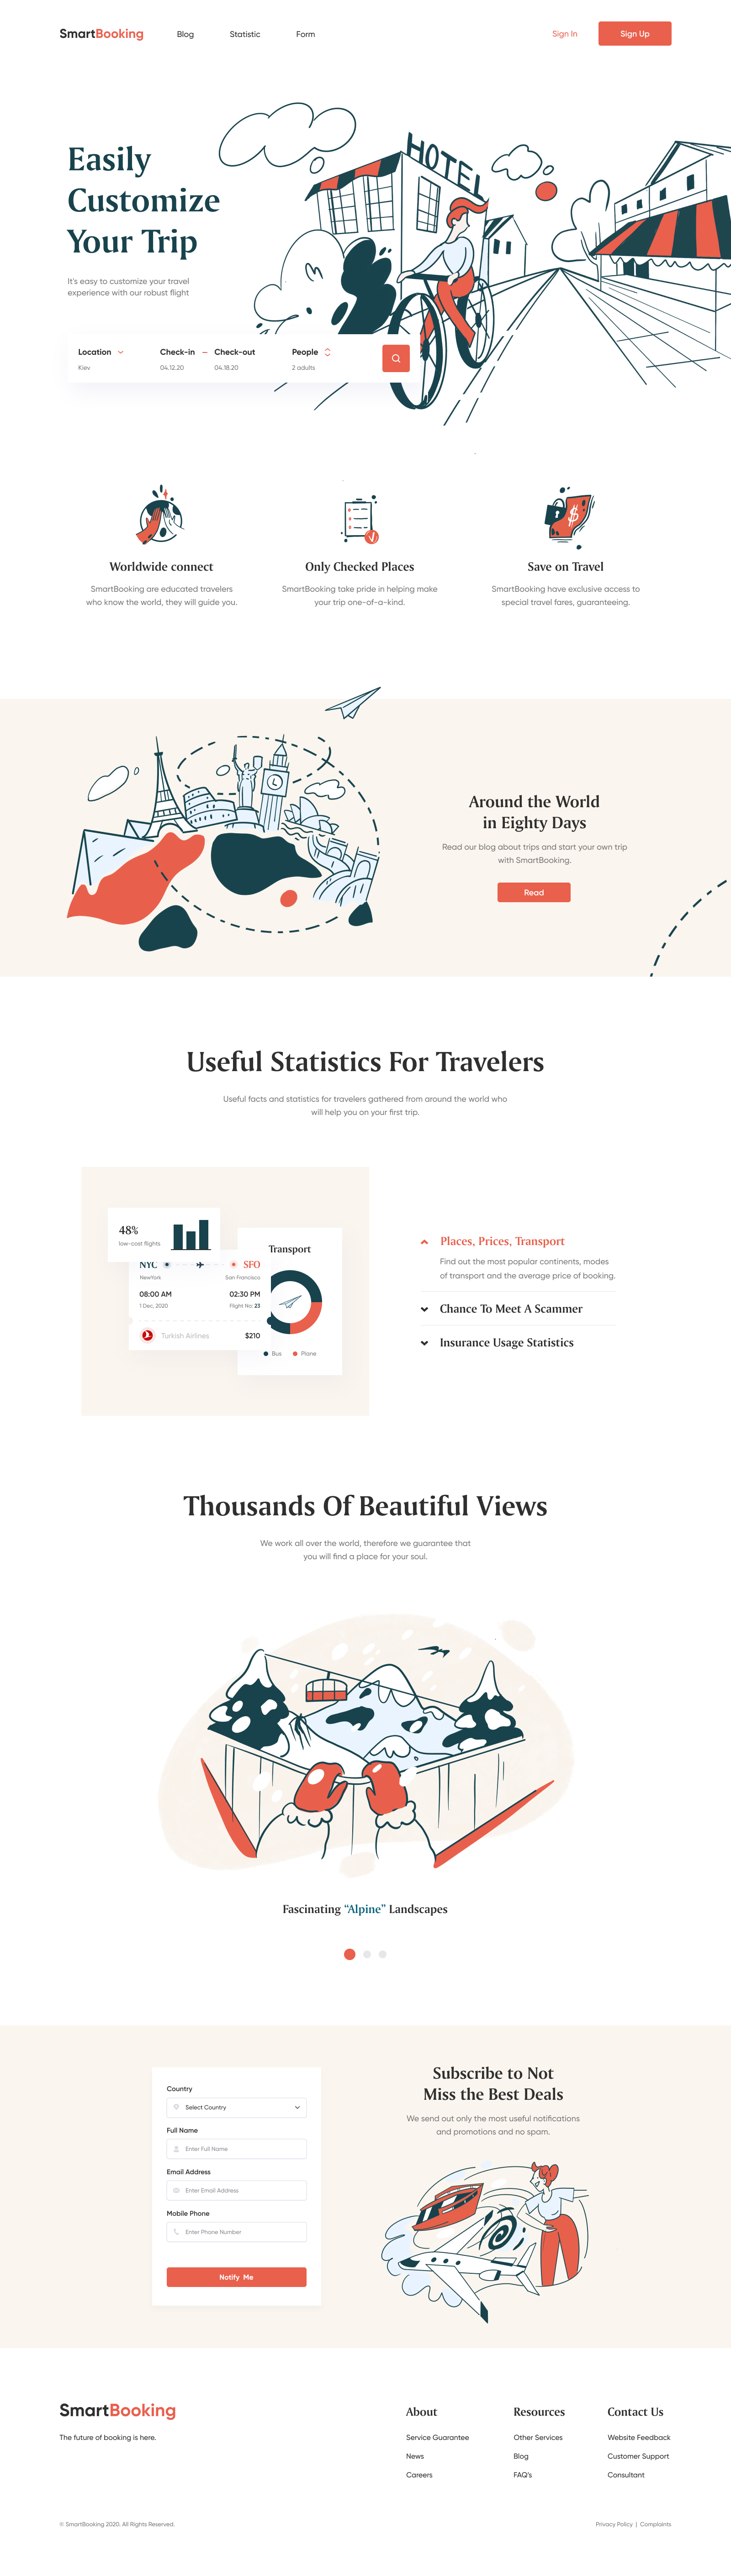 SmartBooking
Blog
Statistic
Form
Sign In
Sign Up
Easily
Customize
Your Trip
HOTEL
It's easy to customize your travel
experience with our robust flight
Location
Check-in – Check-out
People
Kiev
04.12.20
04.18.20
2 adults
Worldwide connect
SmartBooking are educated travelers
who know the world, they will guide you.
Only Checked Places
SmartBooking take pride in helping make
your trip one-of-a-kind.
$
Save on Travel
SmartBooking have exclusive access to
special travel fares, guaranteeing.
Around the World
in Eighty Days
Read our blog about trips and start your own trip
with SmartBooking.
Read
Useful Statistics For Travelers
Useful facts and statistics for travelers gathered from around the world who
will help you on your first trip.
48%
low-cost flights
Transport
NYC
SFO
NewYork
San Francisco
08:00 AM
02:30 PM
1 Dec, 2020
Flight No: 23
Turkish Airlines
$210
Bus
Plane
Places, Prices, Transport
Find out the most popular continents, modes
of transport and the average price of booking.
Chance To Meet A Scammer
Insurance Usage Statistics
Thousands Of Beautiful Views
We work all over the world, therefore we guarantee that
you will find a place for your soul.
Fascinating “Alpine” Landscapes
Country
Select Country
Full Name
Enter Full Name
Email Address
Enter Email Address
Mobile Phone
Enter Phone Number
Notify Me
Subscribe to Not
Miss the Best Deals
We send out only the most useful notifications
and promotions and no spam.
SmartBooking
The future of booking is here.
About
Service Guarantee
News
Careers
Resources
Other Services
Blog
FAQ's
Contact Us
Website Feedback
Customer Support
Consultant
© SmartBooking 2020. All Rights Reserved.
Privacy Policy | Complaints